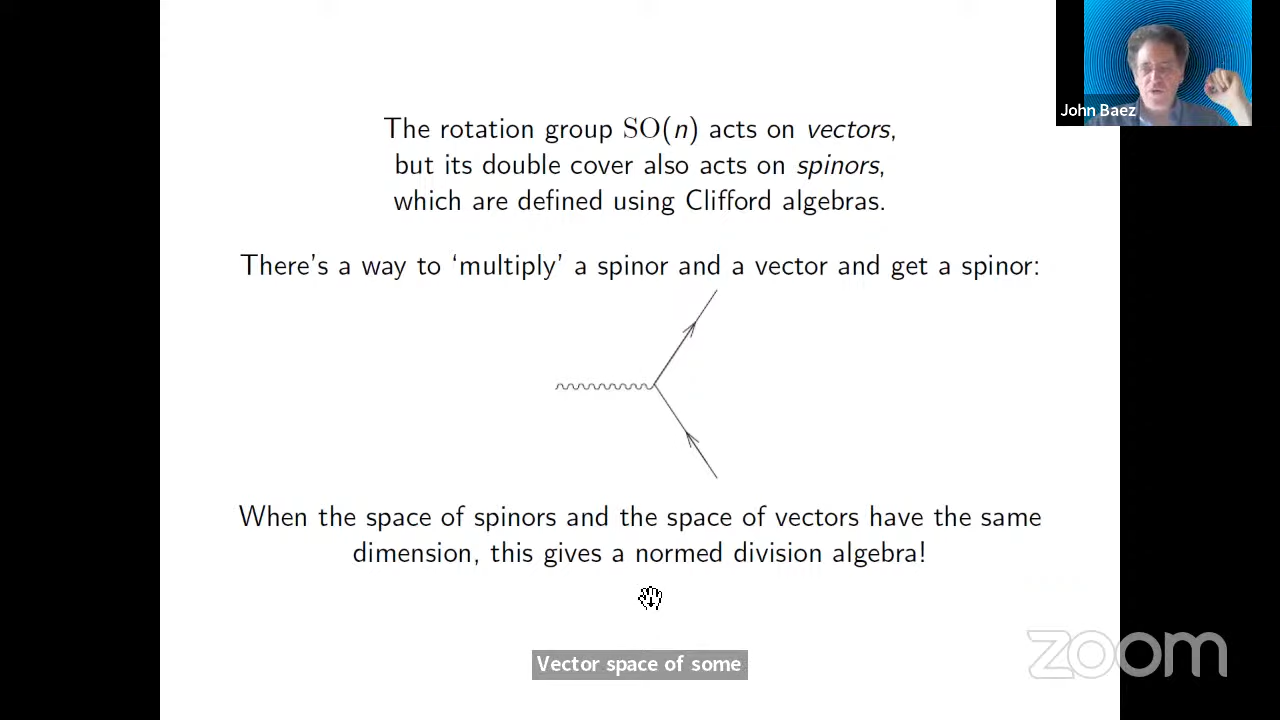 John Baez
The rotation group SO(n) acts on vectors,
but its double cover also acts on spinors,
which are defined using Clifford algebras.
There's a way to ‘multiply’ a spinor and a vector and get a spinor:
When the space of spinors and the space of vectors have the same
dimension, this gives a normed division algebra!
Vector space of some
zoom